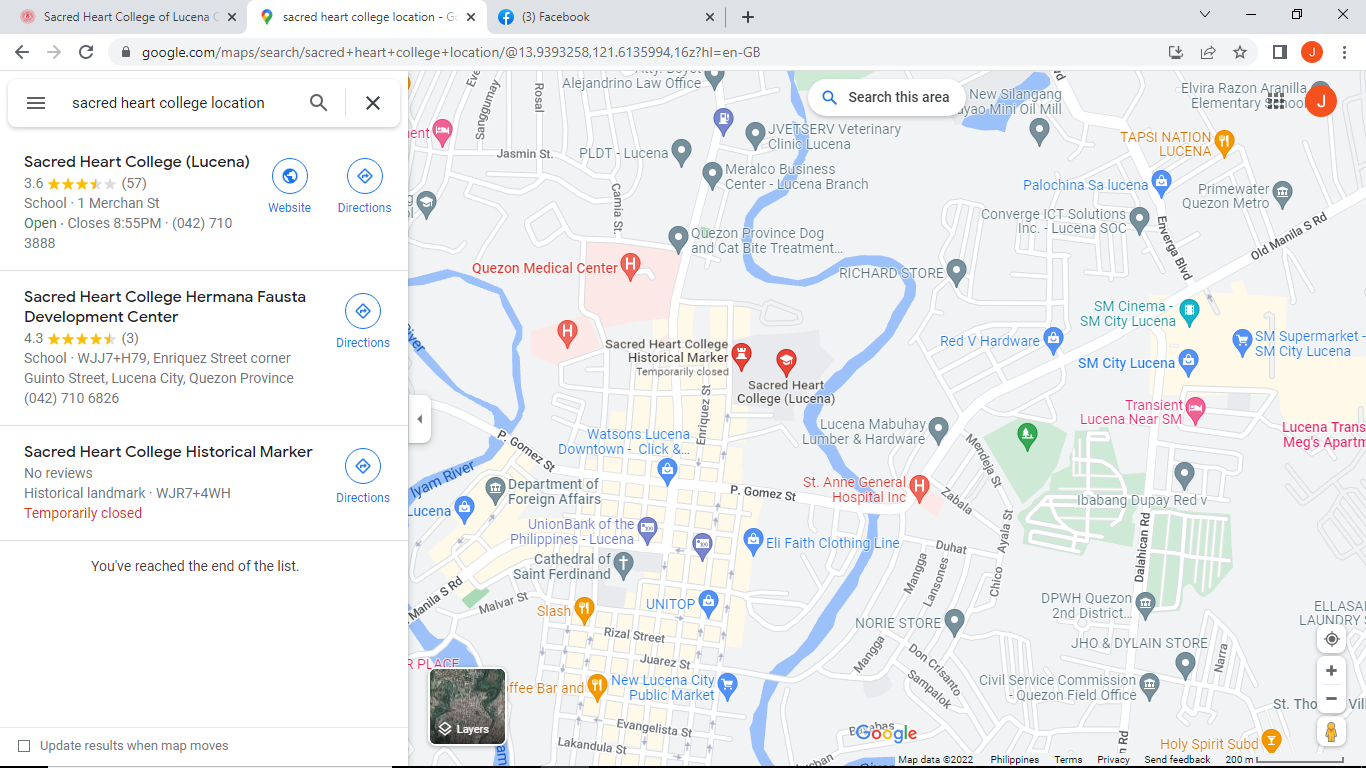 Sacred Heart College of Lucena C
sacred heart college location - Go
(3) Facebook
google.com/maps/search/sacred+heart+college+location/@13.9393258,121.6135994,16z?hl=en-GB
J
sacred heart college location
Sacred Heart College (Lucena)
3.6 (57)
School · 1 Merchan St
Open · Closes 8:55PM · (042) 710
3888
Website
Directions
Sacred Heart College Hermana Fausta
Development Center
4.3 (3)
School · WJJ7+H79, Enriquez Street corner
Guinto Street, Lucena City, Quezon Province
(042) 710 6826
Directions
Sacred Heart College Historical Marker
No reviews
Historical landmark · WJR7+4WH
Temporarily closed
Directions
You've reached the end of the list.
Update results when map moves
Search this area
J
Alejandrino Law Office
Rosal
Sanggumay
Jasmin St.
Camia St.
PLDT - Lucena
JVETSERV Veterinary
Clinic Lucena
Meralco Business
Center - Lucena Branch
New Silangang
ayao Mini Oil Mill
Elvira Razon Aranilla
Elementary School
TAPSI NATION
LUCENA
Palochina Sa lucena
Primewater
Quezon Metro
Converge ICT Solutions
Inc. - Lucena SOC
Enverga Blvd
Old Manila S Rd
Quezon Province Dog
and Cat Bite Treatment...
Quezon Medical Center
RICHARD STORE
SM Cinema -
SM City Lucena
SM Supermarket -
SM City Lucena
Red V Hardware
SM City Lucena
Sacred Heart College
Historical Marker
Temporarily closed
Sacred Heart
College (Lucena)
Enriquez St
Transient
Lucena Near SM
Lucena Trans
Meg's Apartm
Lucena Mabuhay
Lumber & Hardware
Watsons Lucena
Downtown - Click &...
P. Gomez St
Iyam River
Mendeja St
Zabala
Department of
Foreign Affairs
P. Gomez St
St. Anne General
Hospital Inc
Ibabang Dupay Red v
Lucena
UnionBank of the
Philippines - Lucena
Eli Faith Clothing Line
Ayala St
Dalahican Rd
Duhat
Cathedral of
Saint Ferdinand
Mangga
Lansones
Chico
Manila S Rd
Malvar St
UNITOP
Slash
DPWH Quezon
2nd District...
ELLASA
LAUNDRY S
NORIE STORE
Rizal Street
JHO & DYLAIN STORE
Narra
Juarez St
Mangga
Don Crisanto
Sampalok
R PLACE
offee Bar and
New Lucena City
Public Market
Civil Service Commission
- Quezon Field Office
St. Tho Vill
Evangelista St
Lakandula St
Holy Spirit Subd
Dalahican Rd
Layers
Google
Map data ©2022 Philippines Terms Privacy Send feedback 200 m